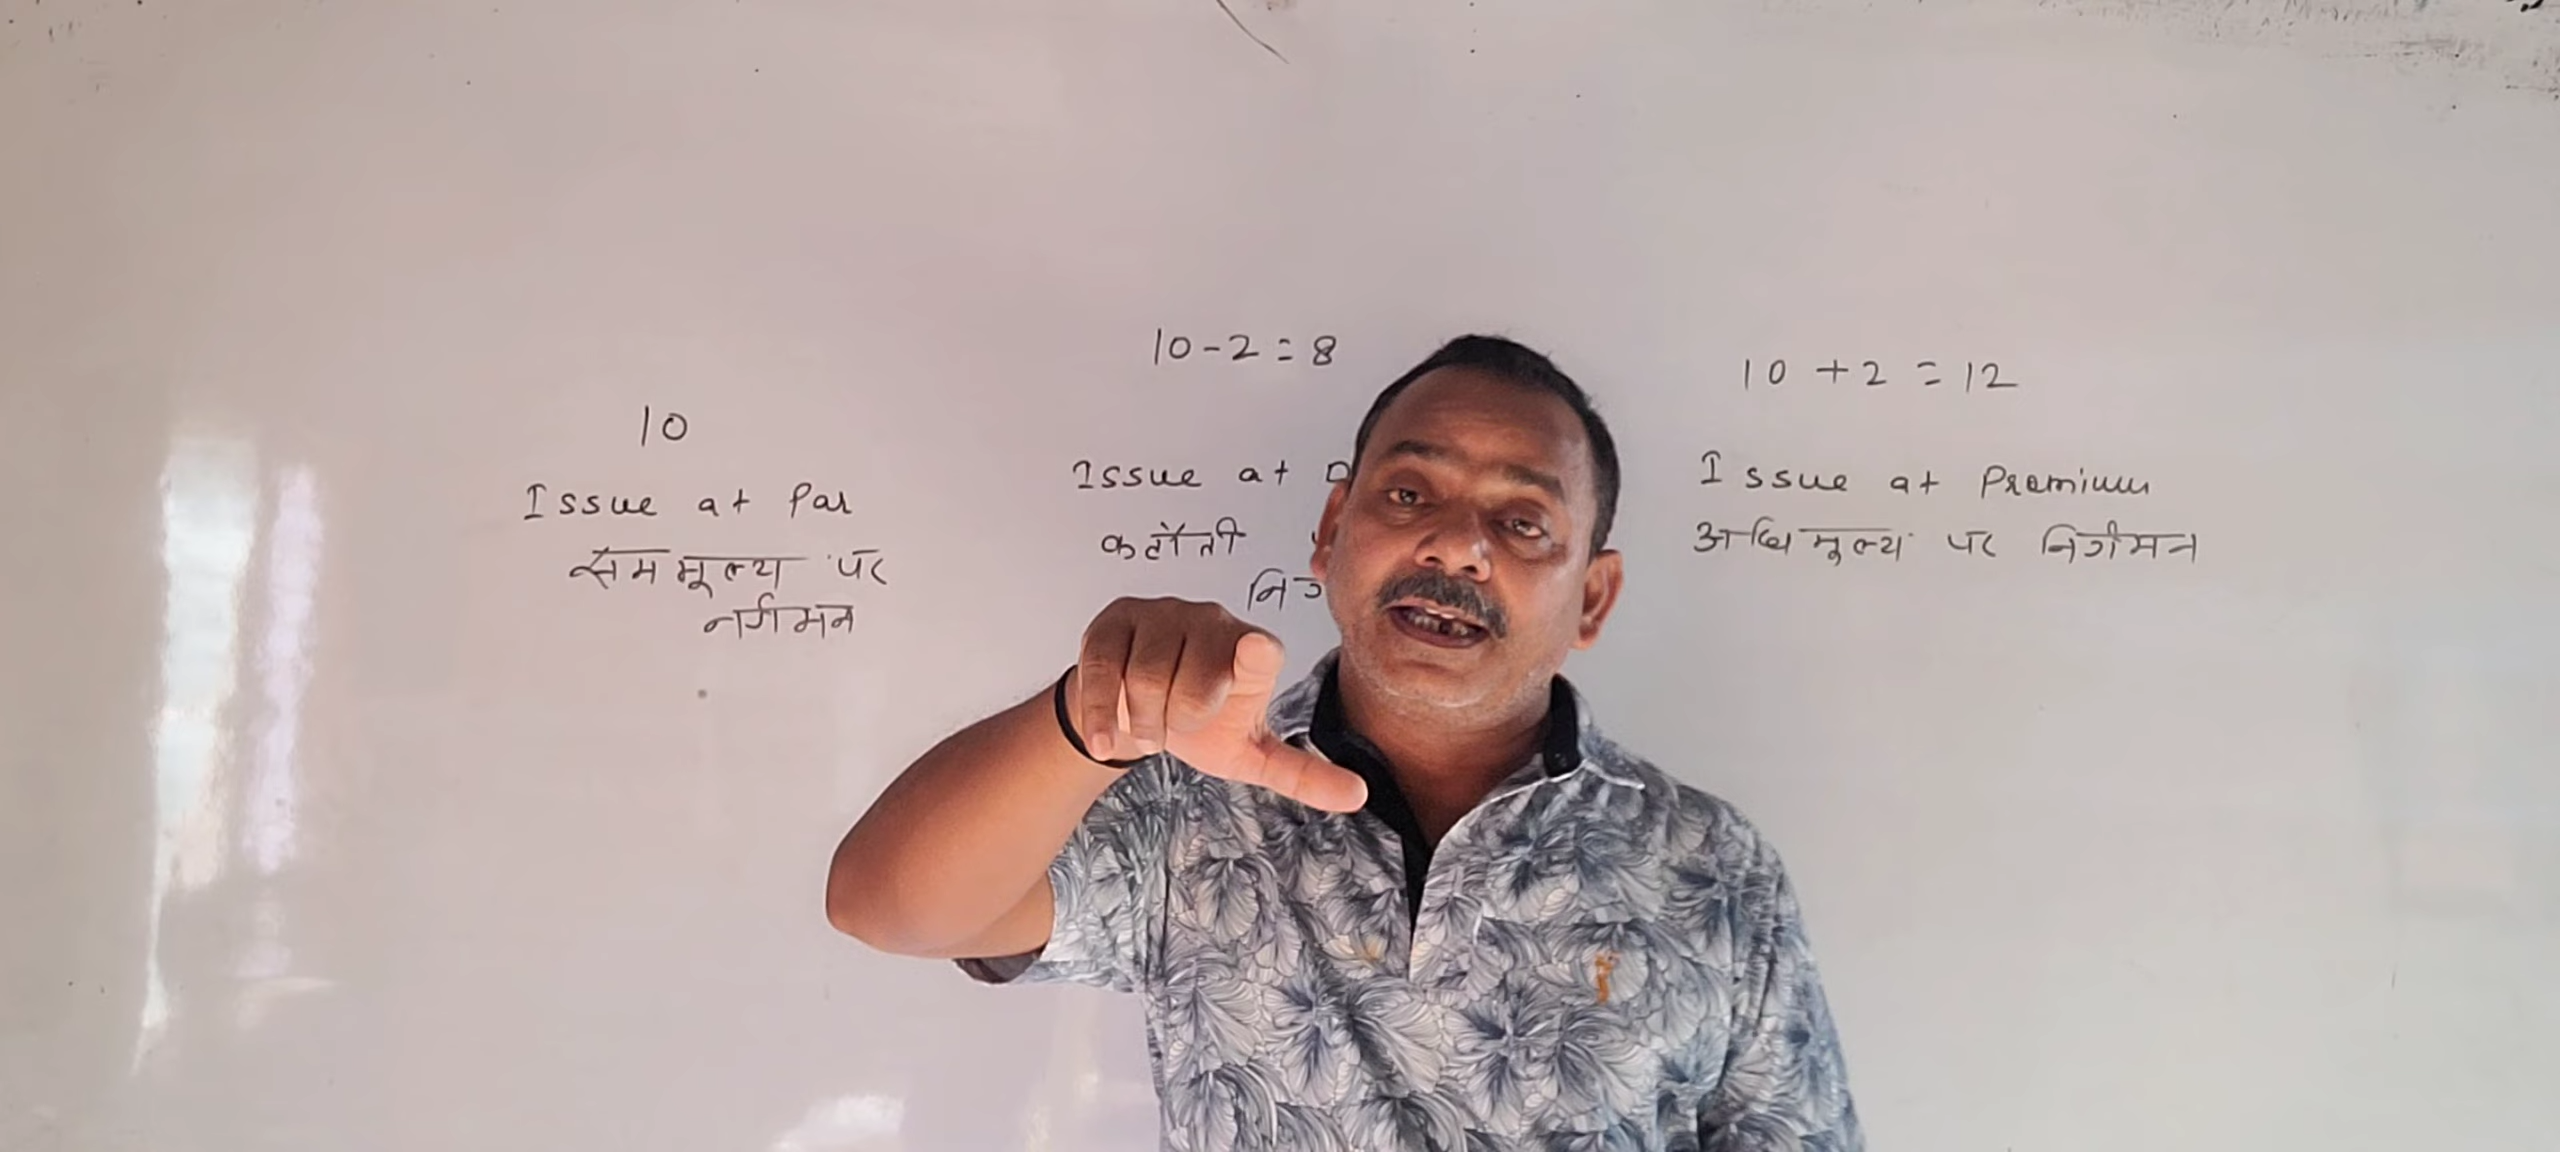 10
Issue at Par
सममूल्य पर
नर्गमन
10-2=8
Issue at
कटौती
10+2=12
Issue at Premium
अधिमूल्य पर निर्गमन